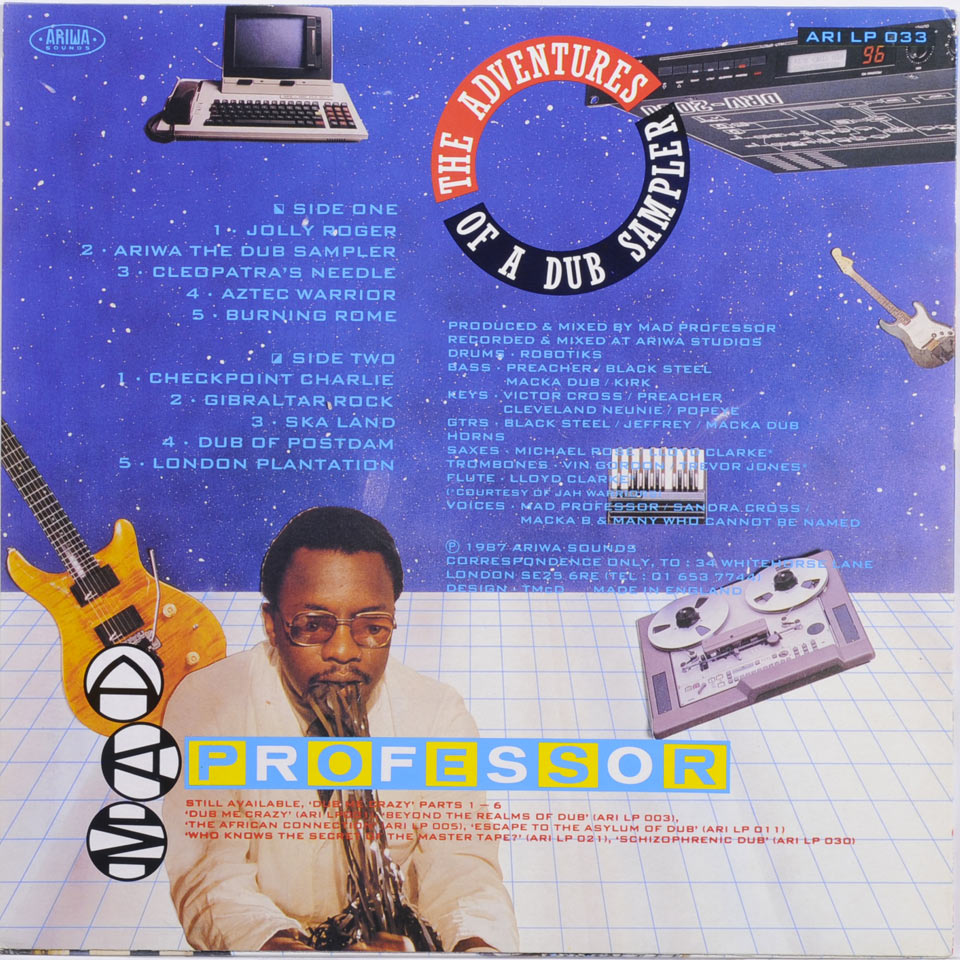 ARIWA
SOUNDS
ARI LP 033
96
THE ADVENTURES
OF A DUB SAMPLER
SIDE ONE
1 · JOLLY ROGER
2 · ARIWA THE DUB SAMPLER
3 · CLEOPATRA'S NEEDLE
4 · AZTEC WARRIOR
5 · BURNING ROME
SIDE TWO
1 · CHECKPOINT CHARLIE
2 · GIBRALTAR ROCK
3 · SKA LAND
4 · DUB OF POSTDAM
5 · LONDON PLANTATION
PRODUCED & MIXED BY MAD PROFESSOR
RECORDED & MIXED AT ARIWA STUDIOS
DRUMS · ROBOTIKS
BASS · PREACHER / BLACK STEEL
MACKA DUB / KIRK
KEYS · VICTOR CROSS / PREACHER
CLEVELAND NEUNIE / POPEYE
GTRS · BLACK STEEL / JEFFREY / MACKA DUB
HORNS
SAXES · MICHAEL CLARKE*
TROMBONES · VIN GORDON / TREVOR JONES*
FLUTE · LLOYD CLARKE*
(*COURTESY OF JAH
VOICES · MAD PROFESSOR / SANDRA CROSS
MACKA'B & MANY WHO CANNOT BE NAMED
℗ 1987 ARIWA SOUNDS
CORRESPONDENCE ONLY, TO : 34 WHITEHORSE LANE
LONDON SE25 6RE (TEL : 01 653
DESIGN · TMCD MADE IN ENGLAND
MAD
PROFESSOR
STILL AVAILABLE, 'DUB ME CRAZY' PARTS 1 – 6
'DUB ME CRAZY' (ARI 'BEYOND THE REALMS OF DUB' (ARI LP 003),
'THE AFRICAN CONNECTION' (ARI LP 005), 'ESCAPE TO THE ASYLUM OF DUB' (ARI LP 011)
'WHO KNOWS THE SECRET OF THE MASTER TAPE?' (ARI LP 021), 'SCHIZOPHRENIC DUB' (ARI LP 030)